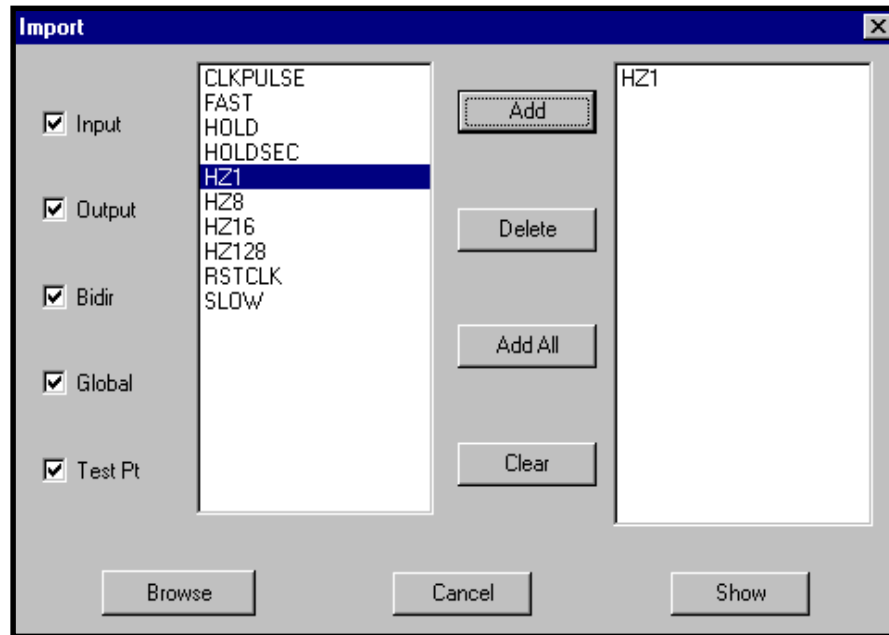 Import
Input
Output
Bidir
Global
Test Pt
CLKPULSE
FAST
HOLD
HOLDSEC
HZ1
HZ8
HZ16
HZ128
RSTCLK
SLOW
Add
Delete
Add All
Clear
HZ1
Browse
Cancel
Show